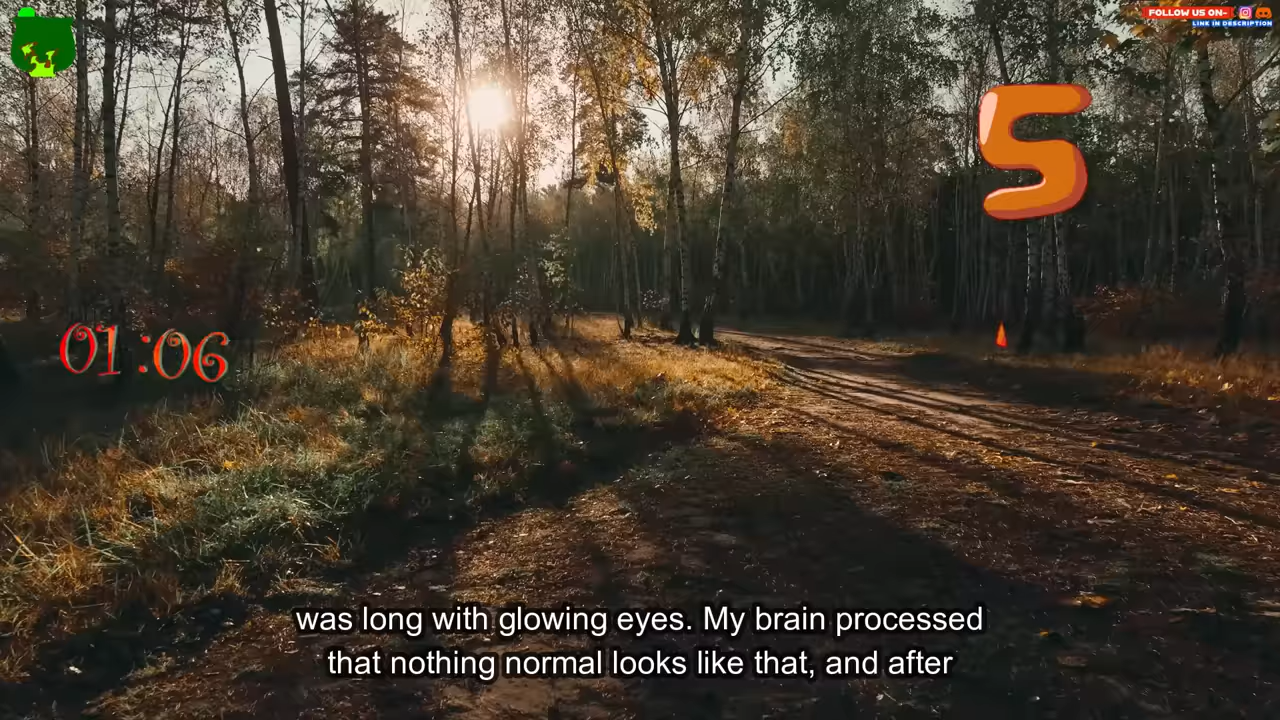 FOLLOW US ON-
LINK IN DESCRIPTION
5
01:06
was long with glowing eyes. My brain processed
that nothing normal looks like that, and after